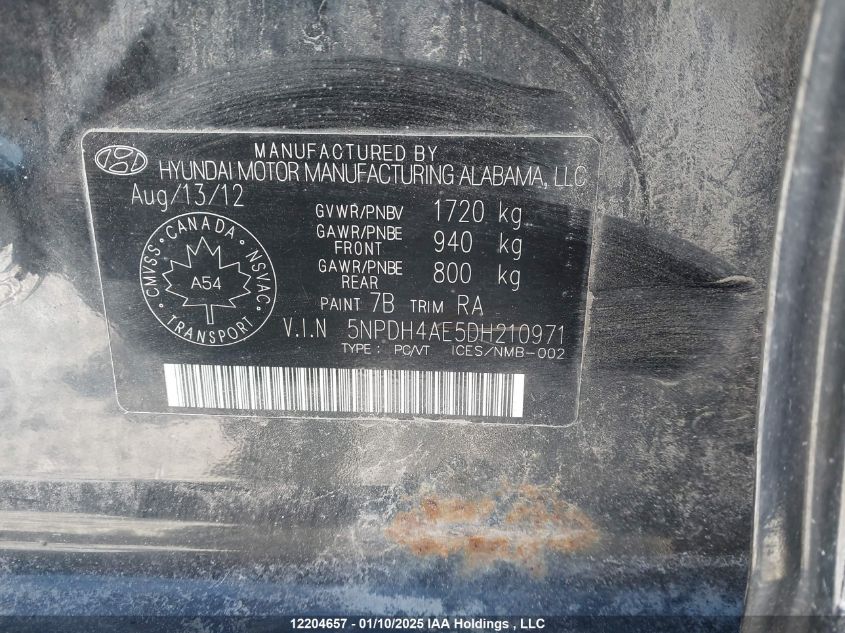 MANUFACTURED BY
HYUNDAI MOTOR MANUFACTURING ALABAMA, LLC
Aug/13/12
GVWR/PNBV 1720 kg
GAWR/PNBE FRONT 940 kg
GAWR/PNBE REAR 800 kg
PAINT 7B TRIM RA
V.I.N 5NPDH4AE5DH210971
TYPE : PC/VT ICES/NMB-002
CMVSS CANADA NSVAC
A54
TRANSPORT
12204657 - 01/10/2025 IAA Holdings , LLC